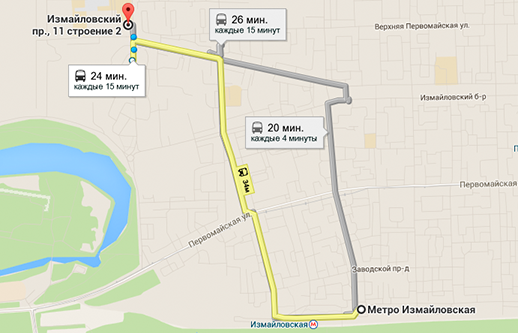 Измайловский
пр., 11 строение 2
26 мин.
каждые 15 минут
Верхняя Первомайская ул.
24 мин.
каждые 15 минут
Измайловский б-р
20 мин.
каждые 4 минуты
34м
Первомайская ул.
Первомайская
Заводской пр-д
Метро Измайловская
Измайловская М